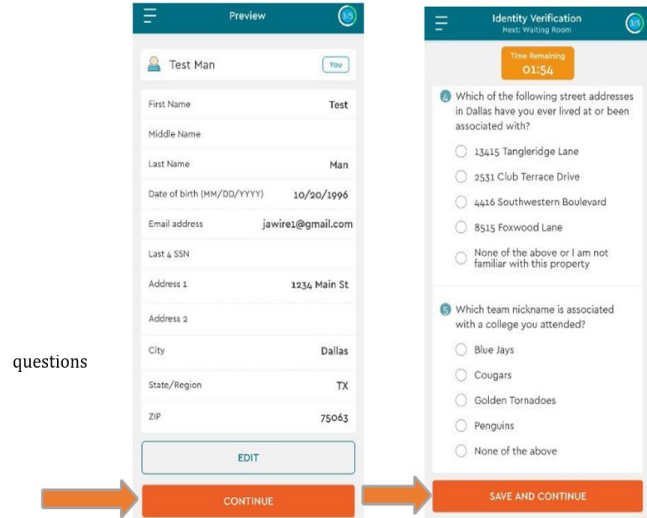 questions
Preview
3/5
Test Man
You
First Name Test
Middle Name
Last Name Man
Date of birth (MM/DD/YYYY) 10/20/1996
Email address jawire1@gmail.com
Last 4 SSN
Address 1 1234 Main St
Address 2
City Dallas
State/Region TX
ZIP 75063
EDIT
CONTINUE
Identity Verification
Next: Waiting Room
3/5
Time Remaining
01:54
4 Which of the following street addresses
in Dallas have you ever lived at or been
associated with?
13415 Tangleridge Lane
2531 Club Terrace Drive
4416 Southwestern Boulevard
8515 Foxwood Lane
None of the above or I am not
familiar with this property
5 Which team nickname is associated
with a college you attended?
Blue Jays
Cougars
Golden Tornadoes
Penguins
None of the above
SAVE AND CONTINUE